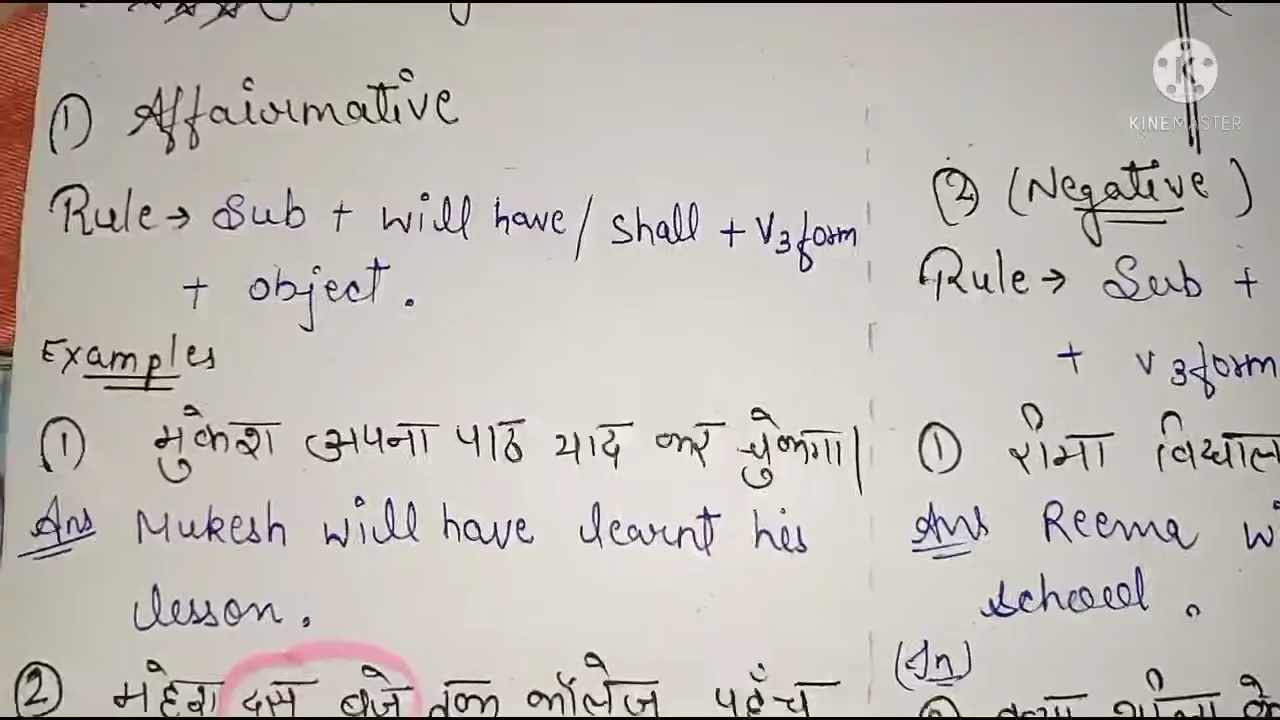 ① Affairmative
Rule → Sub + will have / Shall + V3 form
+ object.
Examples
① मुकेश अपना पाठ याद कर चुकेगा।
Ans Mukesh will have learnt his
lesson.
② महेश दस बजे तक कॉलेज पहुँच
② (Negative)
Rule → Sub +
+ V3 form
① रीमा
Ans Reema
school.
(In)
KINEMASTER